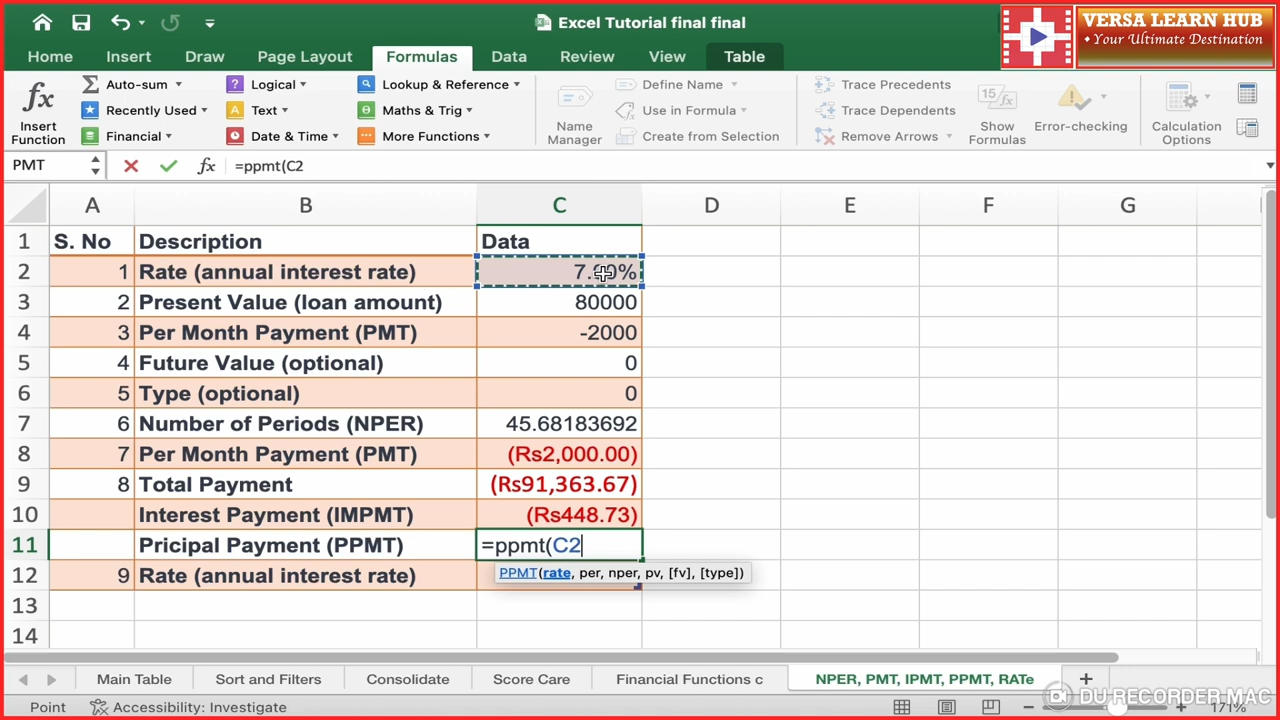 Excel Tutorial final final
VERSA LEARN HUB
• Your Ultimate Destination
Home Insert Draw Page Layout Formulas Data Review View Table
fx Insert Function
Auto-sum
Recently Used
Financial
Logical
Text
Date & Time
Lookup & Reference
Maths & Trig
More Functions
Name Manager
Define Name
Use in Formula
Create from Selection
Trace Precedents
Trace Dependents
Remove Arrows
15 fx
Show Formulas
Error-checking
Calculation Options
PMT fx =ppmt(C2
A B C D E F G
1 S. No Description Data
2 1 Rate (annual interest rate)
3 2 Present Value (loan amount) 80000
4 3 Per Month Payment (PMT) -2000
5 4 Future Value (optional) 0
6 5 Type (optional) 0
7 6 Number of Periods (NPER) 45.68183692
8 7 Per Month Payment (PMT) (Rs2,000.00)
9 8 Total Payment (Rs91,363.67)
10 Interest Payment (IMPMT) (Rs448.73)
11 Pricipal Payment (PPMT) =ppmt(C2
PPMT(rate, per, nper, pv, [fv], [type])
12 9 Rate (annual interest rate)
13
14
Main Table Sort and Filters Consolidate Score Care Financial Functions c NPER, PMT, IPMT, PPMT, RATe +
Point Accessibility: Investigate 171%
DU RECORDER MAC